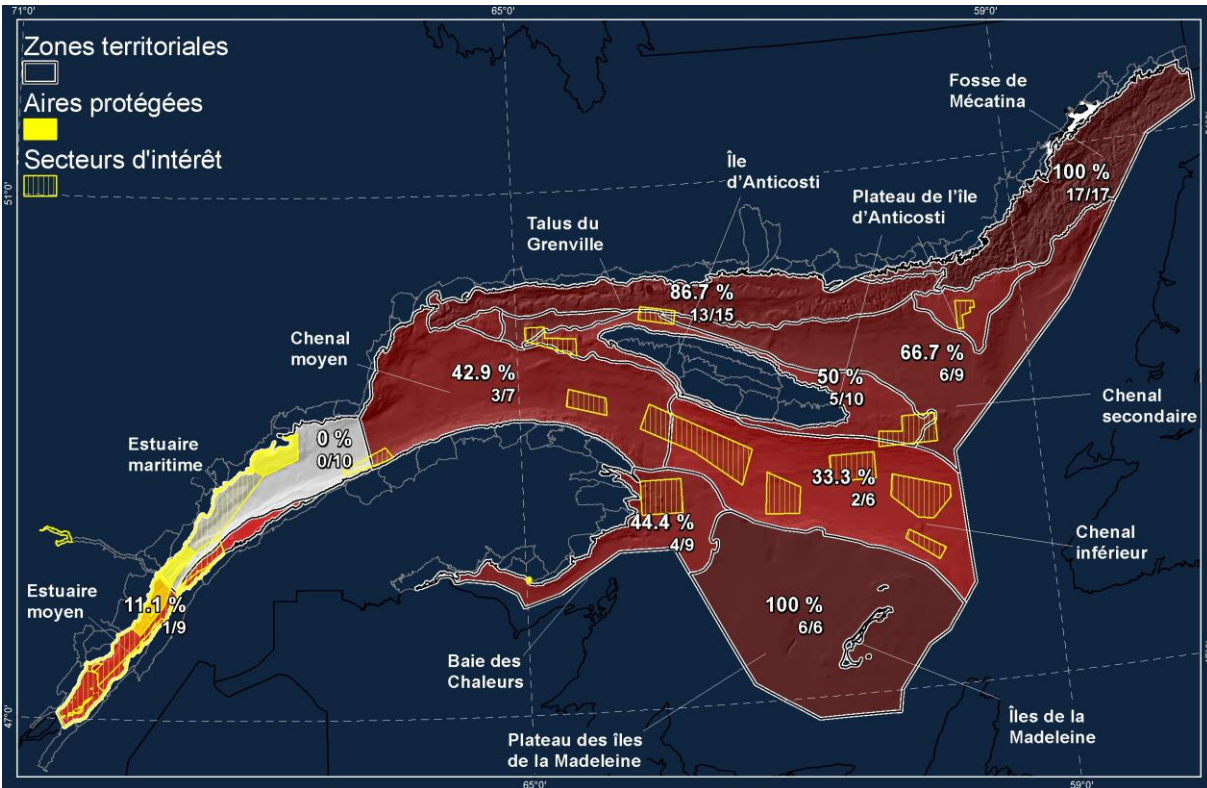 71°0'
65°0'
59°0'
Zones territoriales
Aires protégées
Secteurs d'intérêt
51°0'
Fosse de
Mécatina
100 %
17/17
Île
d'Anticosti
Plateau de l'île
d'Anticosti
Talus du
Grenville
86.7 %
13/15
Chenal
moyen
42.9 %
3/7
66.7 %
6/9
50 %
5/10
Chenal
secondaire
Estuaire
maritime
0 %
0/10
33.3 %
2/6
44.4 %
4/9
Chenal
inférieur
Estuaire
moyen
11.1 %
1/9
100 %
6/6
Baie des
Chaleurs
Îles de la
Madeleine
Plateau des îles
de la Madeleine
47°0'
65°0'
59°0'